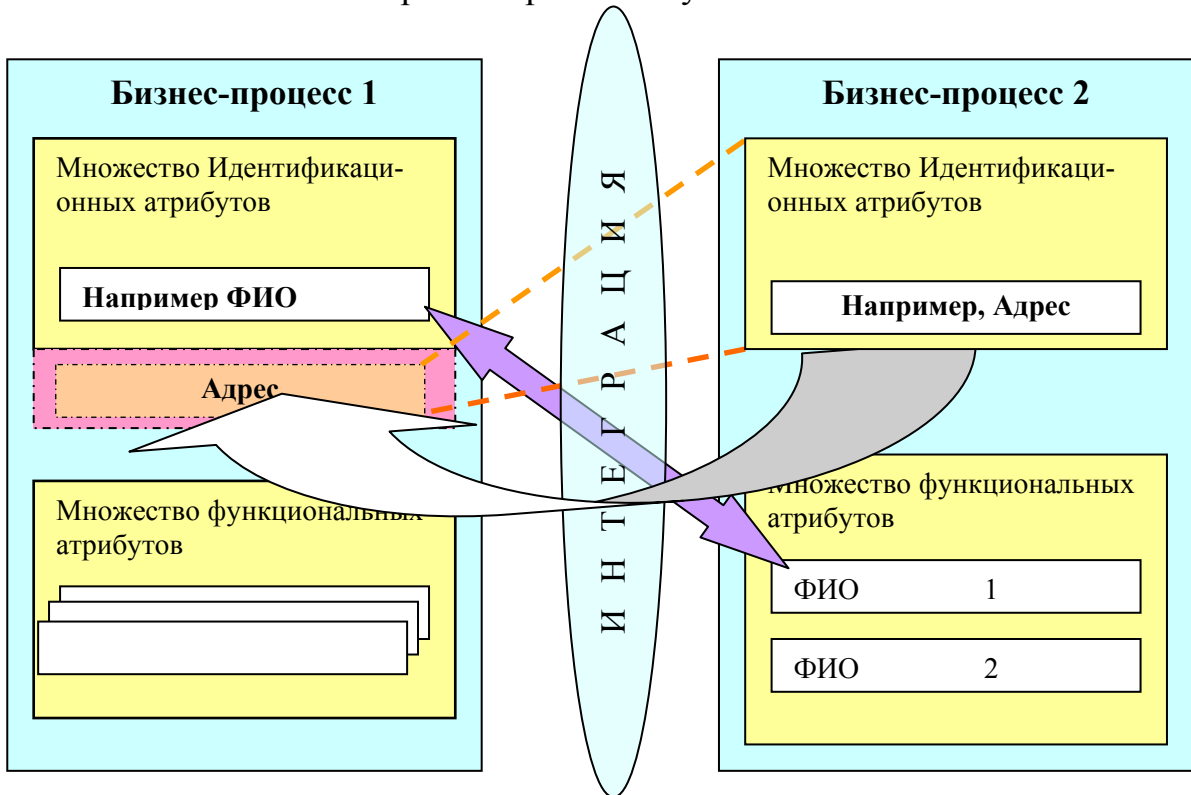 Бизнес-процесс 1
Множество Идентификаци-
онных атрибутов
Например ФИО
Адрес
Множество функциональных
атрибутов
ИНТЕГРАЦИЯ
Бизнес-процесс 2
Множество Идентификаци-
онных атрибутов
Например, Адрес
Множество функциональных
атрибутов
ФИО 1
ФИО 2